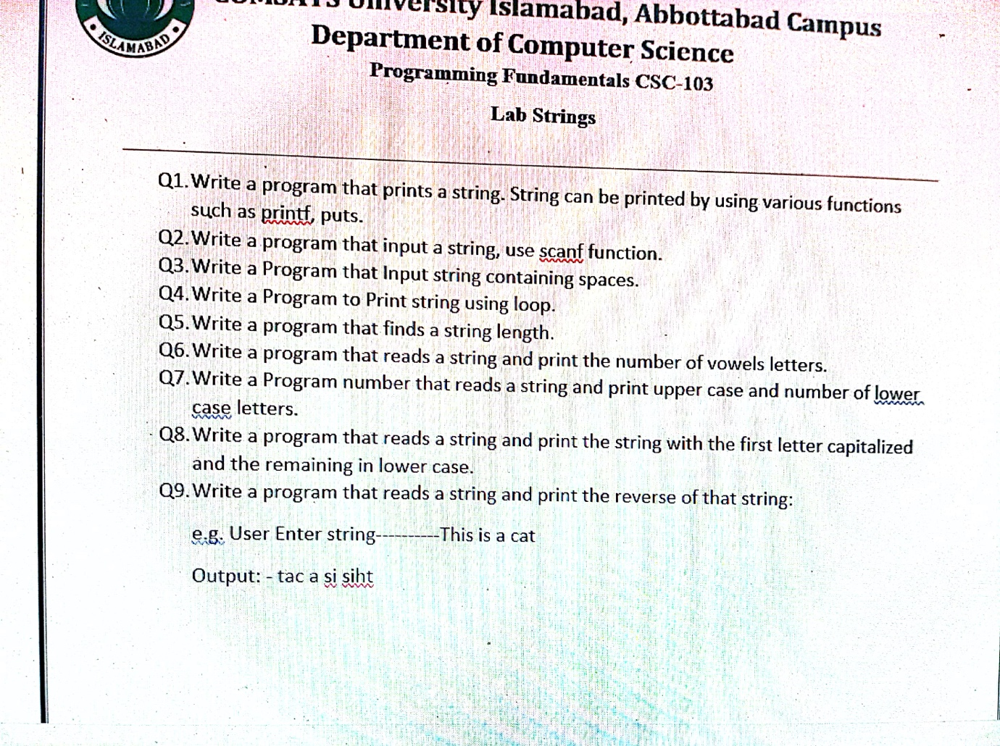 ISLAMABAD
COMSATS University Islamabad, Abbottabad Campus
Department of Computer Science
Programming Fundamentals CSC-103
Lab Strings
Q1. Write a program that prints a string. String can be printed by using various functions
such as printf, puts.
Q2. Write a program that input a string, use scanf function.
Q3. Write a Program that Input string containing spaces.
Q4. Write a Program to Print string using loop.
Q5. Write a program that finds a string length.
Q6. Write a program that reads a string and print the number of vowels letters.
Q7. Write a Program number that reads a string and print upper case and number of lower
case letters.
Q8. Write a program that reads a string and print the string with the first letter capitalized
and the remaining in lower case.
Q9. Write a program that reads a string and print the reverse of that string:
e.g. User Enter string----------This is a cat
Output: - tac a si siht